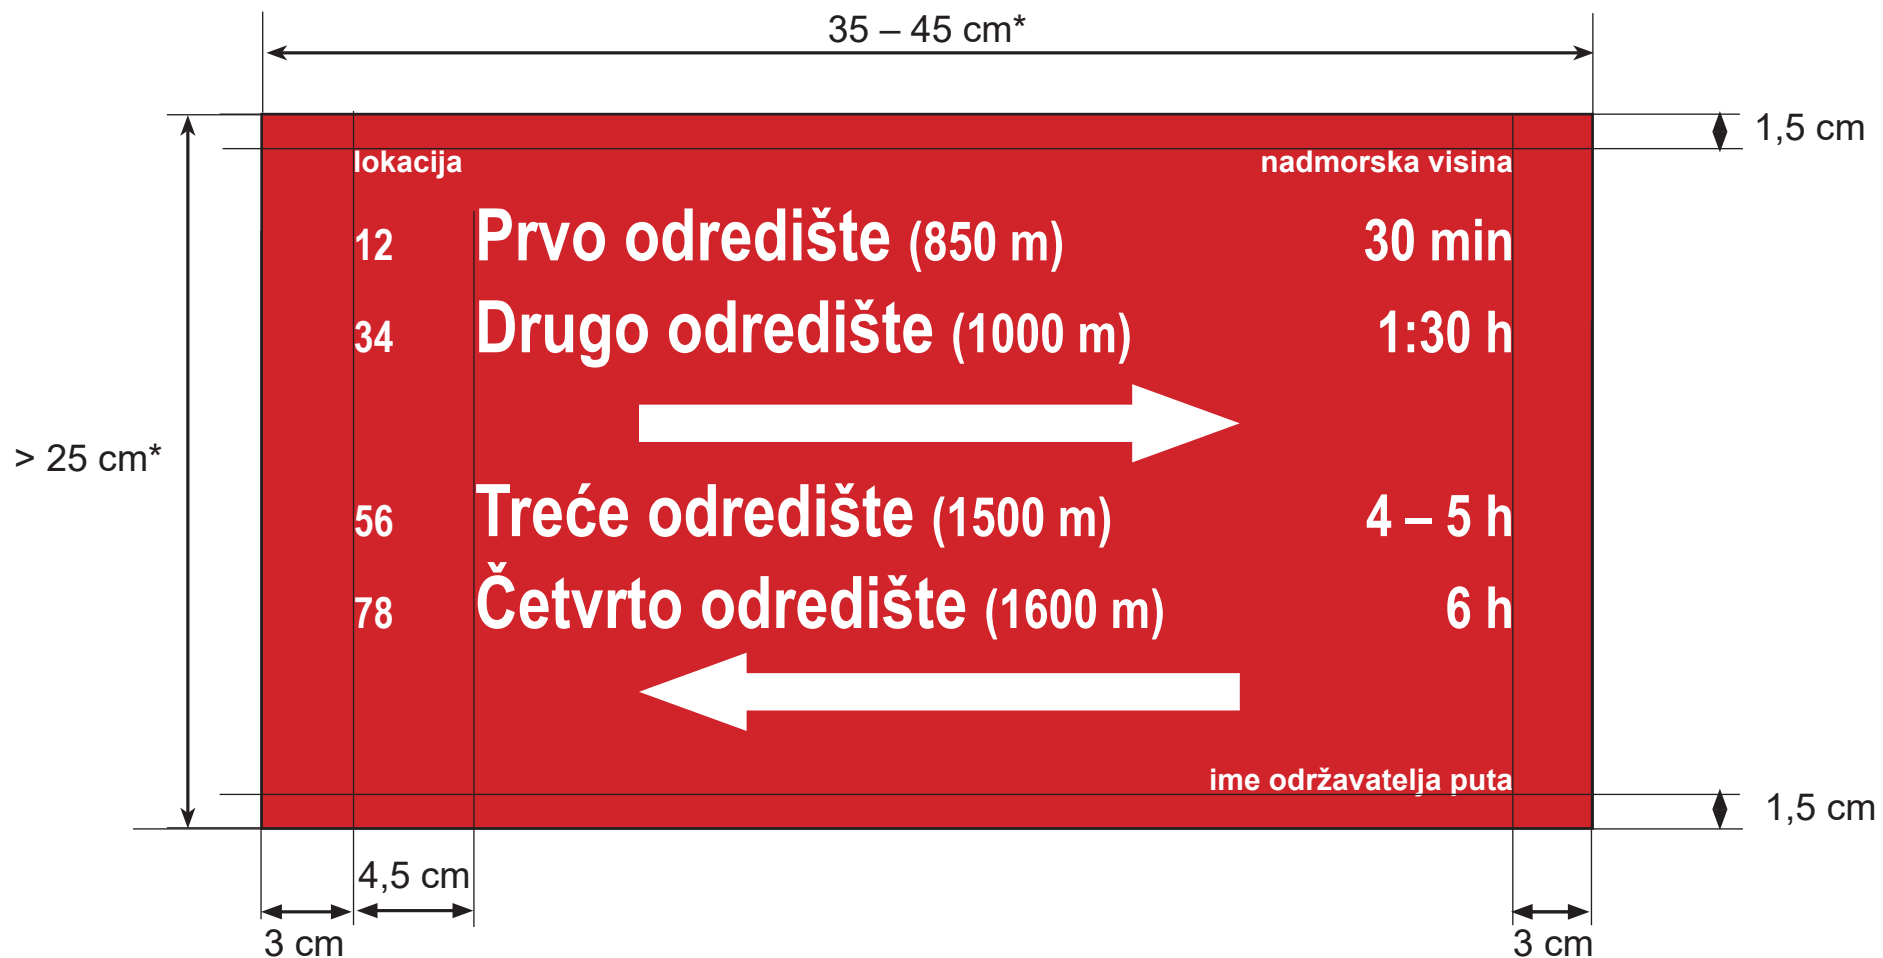 35 – 45 cm*
1,5 cm
lokacija nadmorska visina
12 Prvo odredište (850 m) 30 min
34 Drugo odredište (1000 m) 1:30 h
> 25 cm*
56 Treće odredište (1500 m) 4 – 5 h
78 Četvrto odredište (1600 m) 6 h
ime održavatelja puta
1,5 cm
4,5 cm
3 cm 3 cm